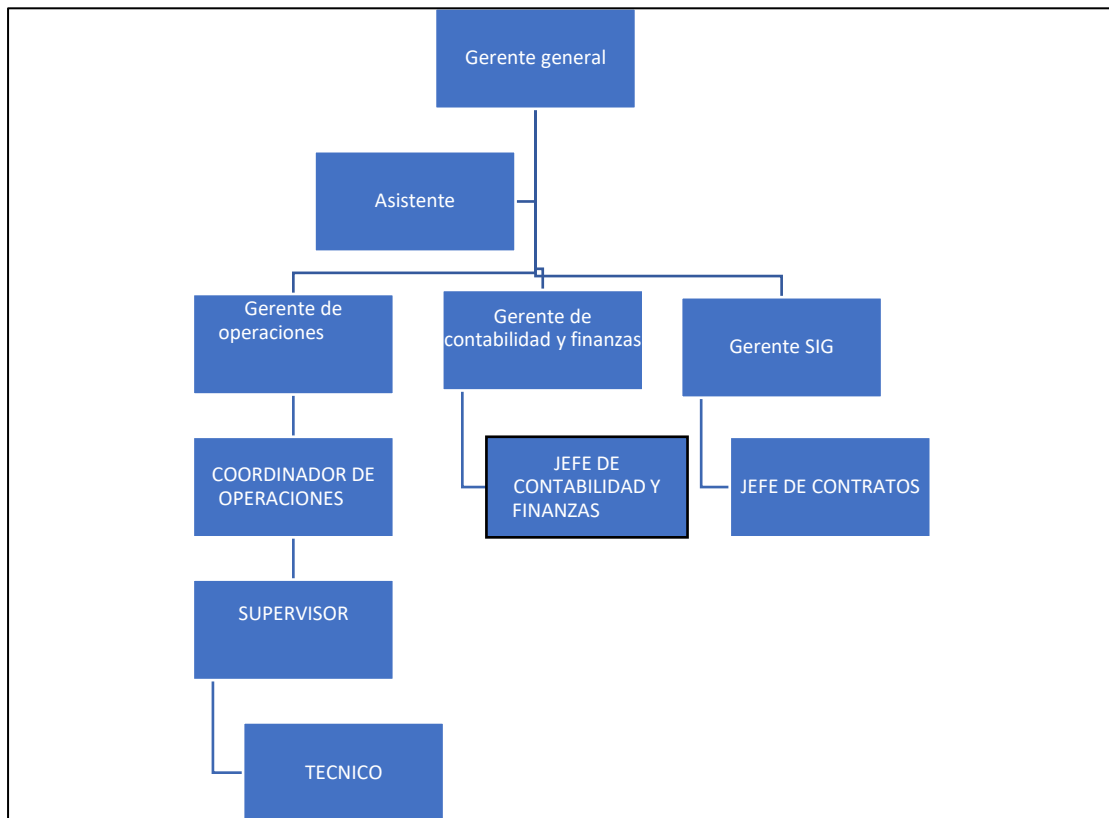 Gerente general
Asistente
Gerente de
operaciones
Gerente de
contabilidad y finanzas
Gerente SIG
COORDINADOR DE
OPERACIONES
JEFE DE
CONTABILIDAD Y
FINANZAS
JEFE DE CONTRATOS
SUPERVISOR
TECNICO